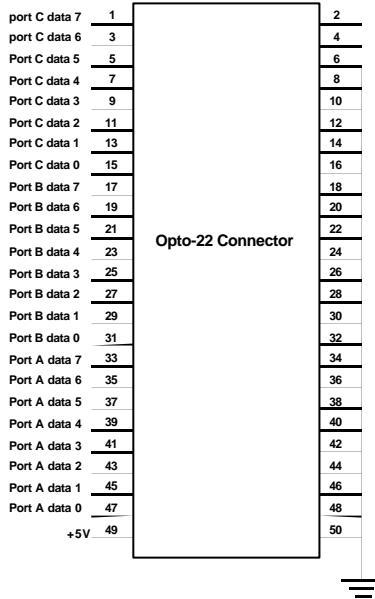 port C data 7 1 2
port C data 6 3 4
Port C data 5 5 6
Port C data 4 7 8
Port C data 3 9 10
Port C data 2 11 12
Port C data 1 13 14
Port C data 0 15 16
Port B data 7 17 18
Port B data 6 19 20
Port B data 5 21 22
Opto-22 Connector
Port B data 4 23 24
Port B data 3 25 26
Port B data 2 27 28
Port B data 1 29 30
Port B data 0 31 32
Port A data 7 33 34
Port A data 6 35 36
Port A data 5 37 38
Port A data 4 39 40
Port A data 3 41 42
Port A data 2 43 44
Port A data 1 45 46
Port A data 0 47 48
+5V 49 50